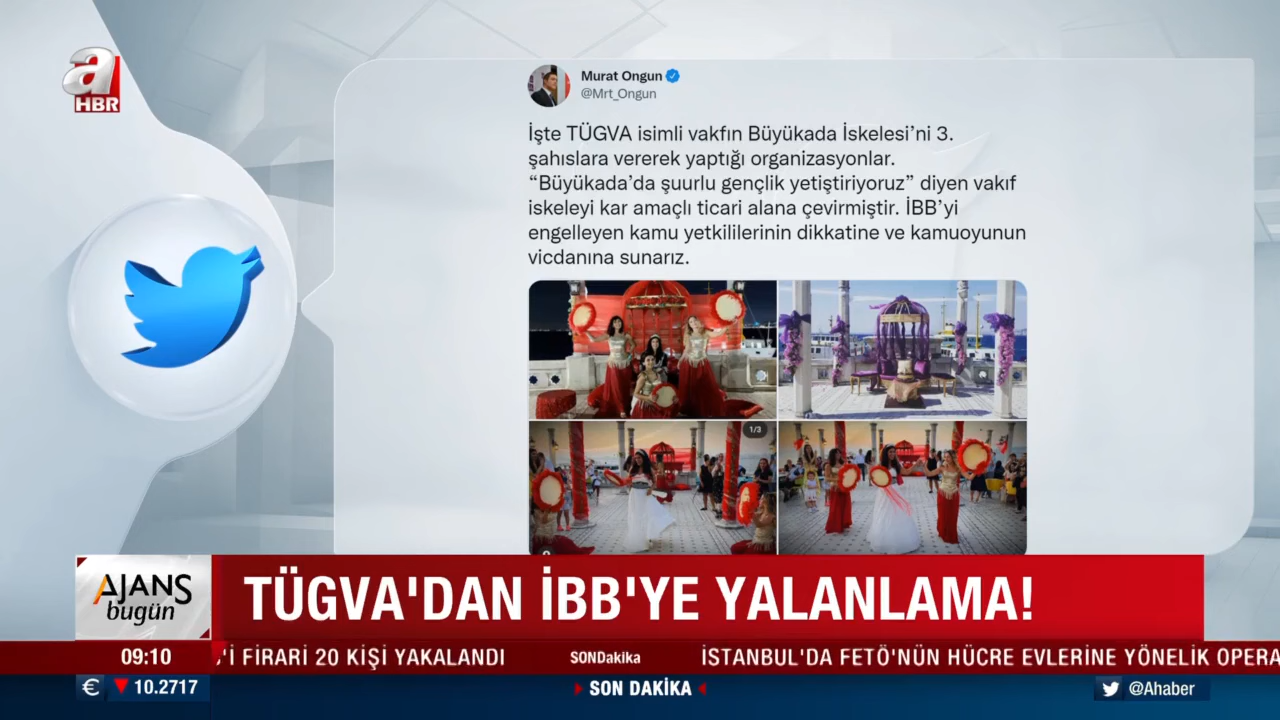 a
HBR
Murat Ongun
@Mrt_Ongun
İşte TÜGVA isimli vakfın Büyükada İskelesi’ni 3.
şahıslara vererek yaptığı organizasyonlar.
“Büyükada’da şuurlu gençlik yetiştiriyoruz” diyen vakıf
iskeleyi kar amaçlı ticari alana çevirmiştir. İBB’yi
engelleyen kamu yetkililerinin dikkatine ve kamuoyunun
vicdanına sunarız.
1/3
AJANS
bugün
TÜGVA'DAN İBB'YE YALANLAMA!
09:10
'İ FİRARİ 20 KİŞİ YAKALANDI
SONDakika
İSTANBUL'DA FETÖ'NÜN HÜCRE EVLERİNE YÖNELİK OPERA
€ 10.2717
SON DAKİKA
@Ahaber